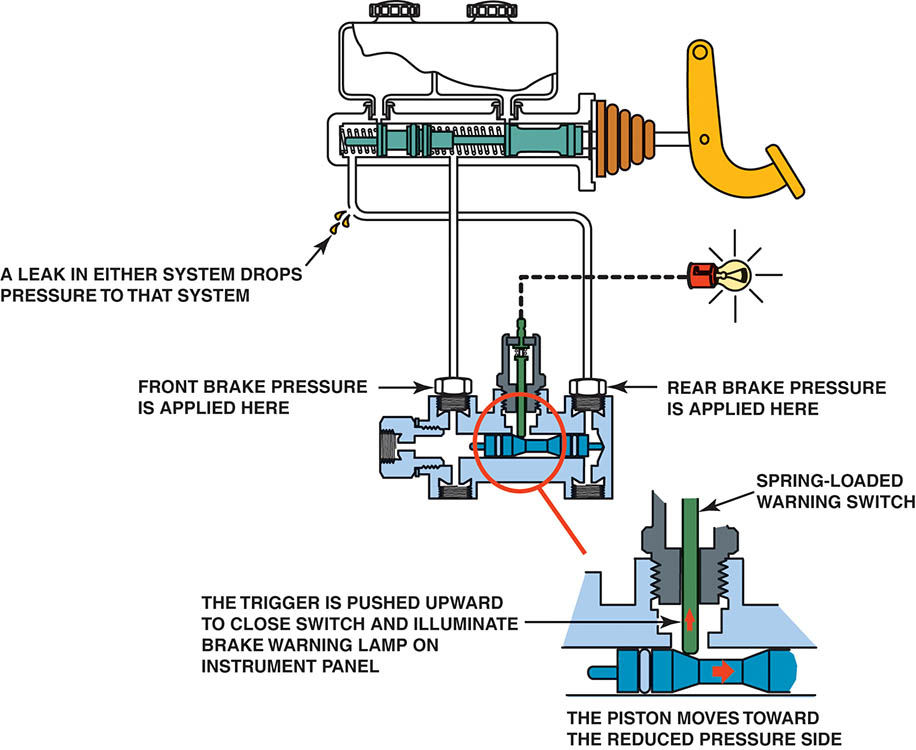 A LEAK IN EITHER SYSTEM DROPS
PRESSURE TO THAT SYSTEM
FRONT BRAKE PRESSURE
IS APPLIED HERE
REAR BRAKE PRESSURE
IS APPLIED HERE
SPRING-LOADED
WARNING SWITCH
THE TRIGGER IS PUSHED UPWARD
TO CLOSE SWITCH AND ILLUMINATE
BRAKE WARNING LAMP ON
INSTRUMENT PANEL
THE PISTON MOVES TOWARD
THE REDUCED PRESSURE SIDE